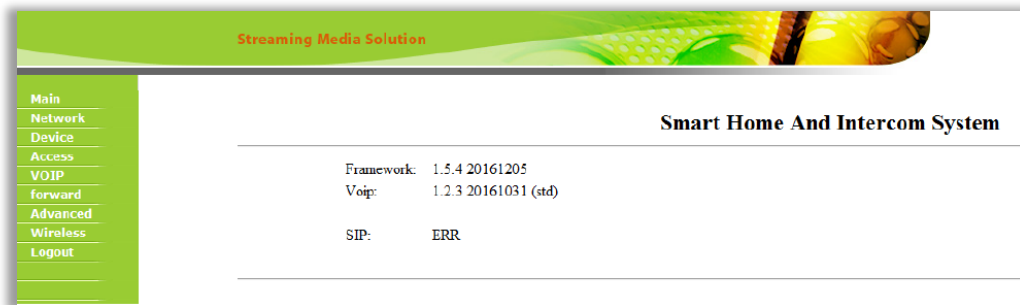 Streaming Media Solution
Main
Network
Device
Access
VOIP
forward
Advanced
Wireless
Logout
Smart Home And Intercom System
Framework: 1.5.4 20161205
Voip: 1.2.3 20161031 (std)
SIP: ERR